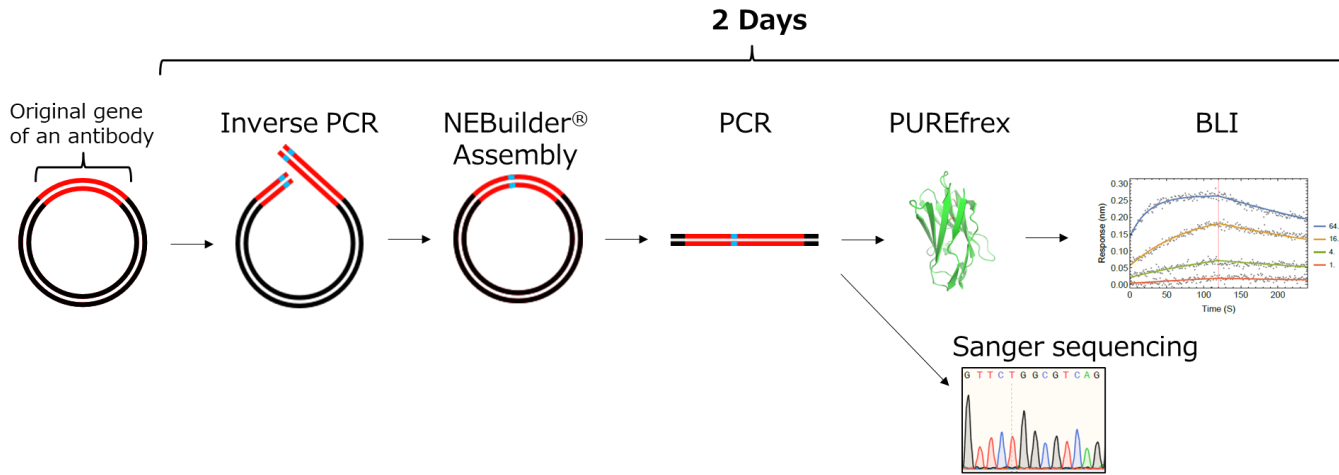 2 Days
Original gene
of an antibody
Inverse PCR
NEBuilder® 
Assembly
PCR
PUREfrex
BLI
Response (nm)
0.30
0.25
0.20
0.15
0.10
0.05
0.00
0 50 100 150 200
Time (S)
64.
16.
4.
1.
Sanger sequencing
G T T C T G G C G T C A G